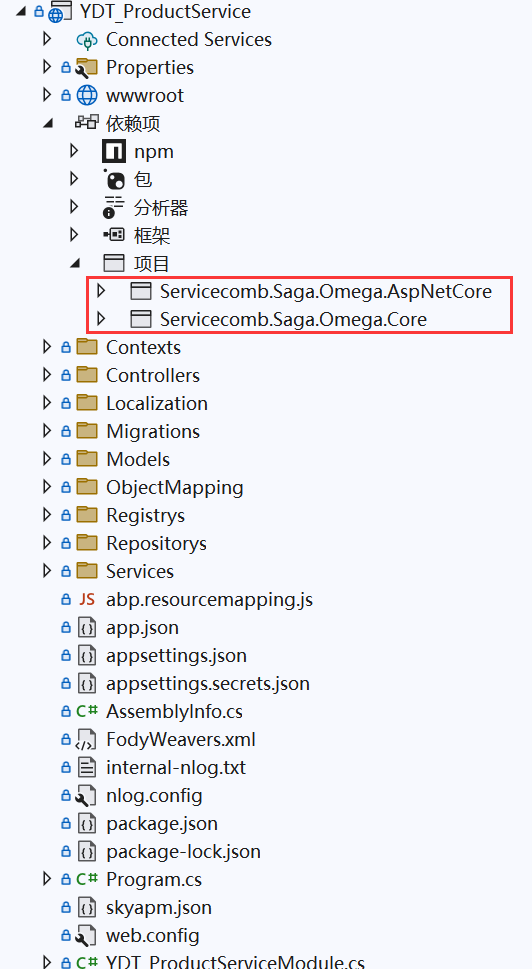 YDT_ProductService
Connected Services
Properties
wwwroot
依赖项
npm
包
分析器
框架
项目
Servicecomb.Saga.Omega.AspNetCore
Servicecomb.Saga.Omega.Core
Contexts
Controllers
Localization
Migrations
Models
ObjectMapping
Registrys
Repositorys
Services
JS abp.resourcemapping.js
app.json
appsettings.json
appsettings.secrets.json
C# AssemblyInfo.cs
FodyWeavers.xml
internal-nlog.txt
nlog.config
package.json
package-lock.json
C# Program.cs
skyapm.json
web.config
C# YDT_ProductServiceModule.cs